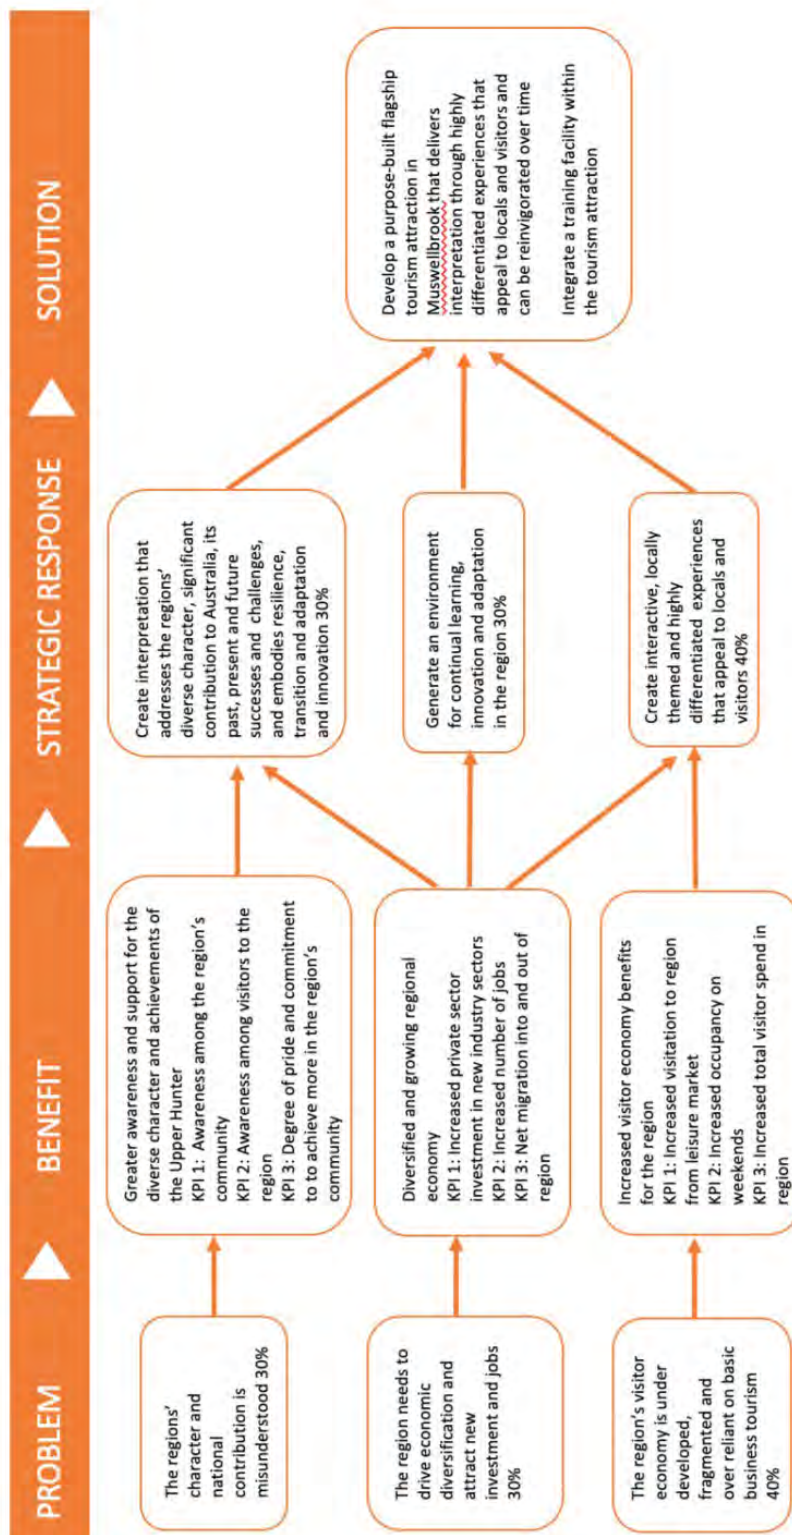 PROBLEM
BENEFIT
STRATEGIC RESPONSE
SOLUTION
The regions'
character and
national
contribution is
misunderstood 30%
The region needs to
drive economic
diversification and
attract new
investment and jobs
30%
The region's visitor
economy is under
developed,
fragmented and
over reliant on basic
business tourism
40%
Greater awareness and support for the
diverse character and achievements of
the Upper Hunter
KPI 1:  Awareness among the region's
community
KPI 2: Awareness among visitors to the
region
KPI 3: Degree of pride and commitment
to to achieve more in the region's
community
Diversified and growing regional
economy
KPI 1: Increased private sector
investment in new industry sectors
KPI 2: Increased number of jobs
KPI 3: Net migration into and out of
region
Increased visitor economy benefits
for the region
KPI 1: Increased visitation to region
from leisure market
KPI 2: Increased occupancy on
weekends
KPI 3: Increased total visitor spend in
region
Create interpretation that
addresses the regions'
diverse character, significant
contribution to Australia, its
past, present and future
successes and  challenges,
and embodies resilience,
transition and adaptation
and innovation 30%
Generate an environment
for continual learning,
innovation and adaptation
in the region 30%
Create interactive, locally
themed and highly
differentiated  experiences
that appeal to locals and
visitors 40%
Develop a purpose-built flagship
tourism attraction in
Muswellbrook that delivers
interpretation through highly
differentiated experiences that
appeal to locals and visitors and
can be reinvigorated over time
Integrate a training facility within
the tourism attraction